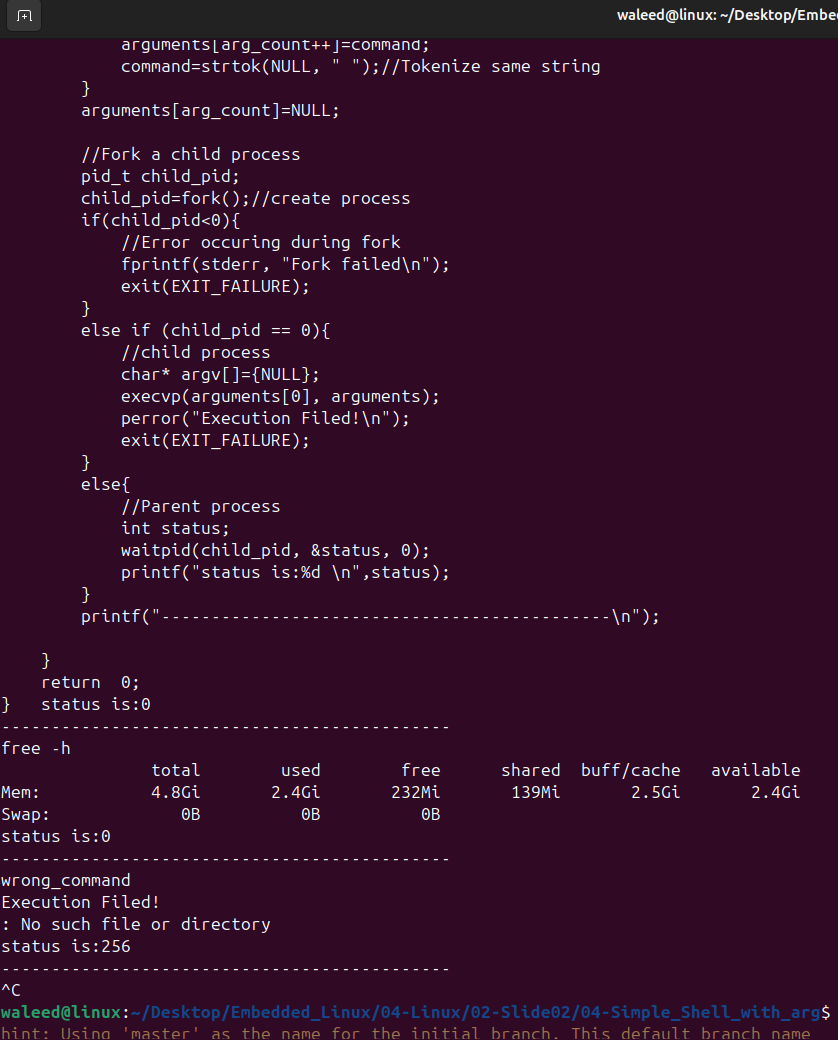 waleed@linux: ~/Desktop/Embe
            arguments[arg_count++]=command;
            command=strtok(NULL, " ");//Tokenize same string
        }
        arguments[arg_count]=NULL;

        //Fork a child process
        pid_t child_pid;
        child_pid=fork();//create process
        if(child_pid<0){
            //Error occuring during fork
            fprintf(stderr, "Fork failed\n");
            exit(EXIT_FAILURE);
        }
        else if (child_pid == 0){
            //child process
            char* argv[]={NULL};
            execvp(arguments[0], arguments);
            perror("Execution Filed!\n");
            exit(EXIT_FAILURE);
        }
        else{
            //Parent process
            int status;
            waitpid(child_pid, &status, 0);
            printf("status is:%d \n",status);
        }
        printf("---------------------------------------------\n");

    }
    return  0;
}   status is:0
---------------------------------------------
free -h
               total        used        free      shared  buff/cache   available
Mem:           4.8Gi       2.4Gi       232Mi       139Mi       2.5Gi       2.4Gi
Swap:             0B          0B          0B
status is:0
---------------------------------------------
wrong_command
Execution Filed!
: No such file or directory
status is:256
---------------------------------------------
^C
waleed@linux:~/Desktop/Embedded_Linux/04-Linux/02-Slide02/04-Simple_Shell_with_arg$
hint: Using 'master' as the name for the initial branch. This default branch name